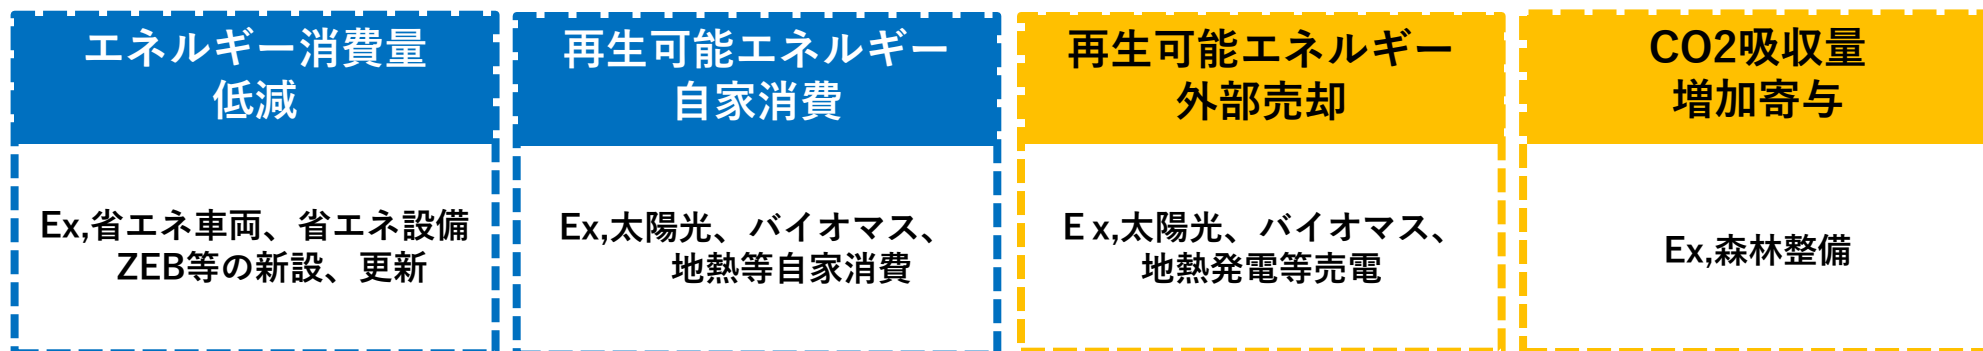 エネルギー消費量
低減
Ex,省エネ車両、省エネ設備
ZEB等の新設、更新
再生可能エネルギー
自家消費
Ex,太陽光、バイオマス、
地熱等自家消費
再生可能エネルギー
外部売却
Ｅx,太陽光、バイオマス、
地熱発電等売電
CO2吸収量
増加寄与
Ex,森林整備